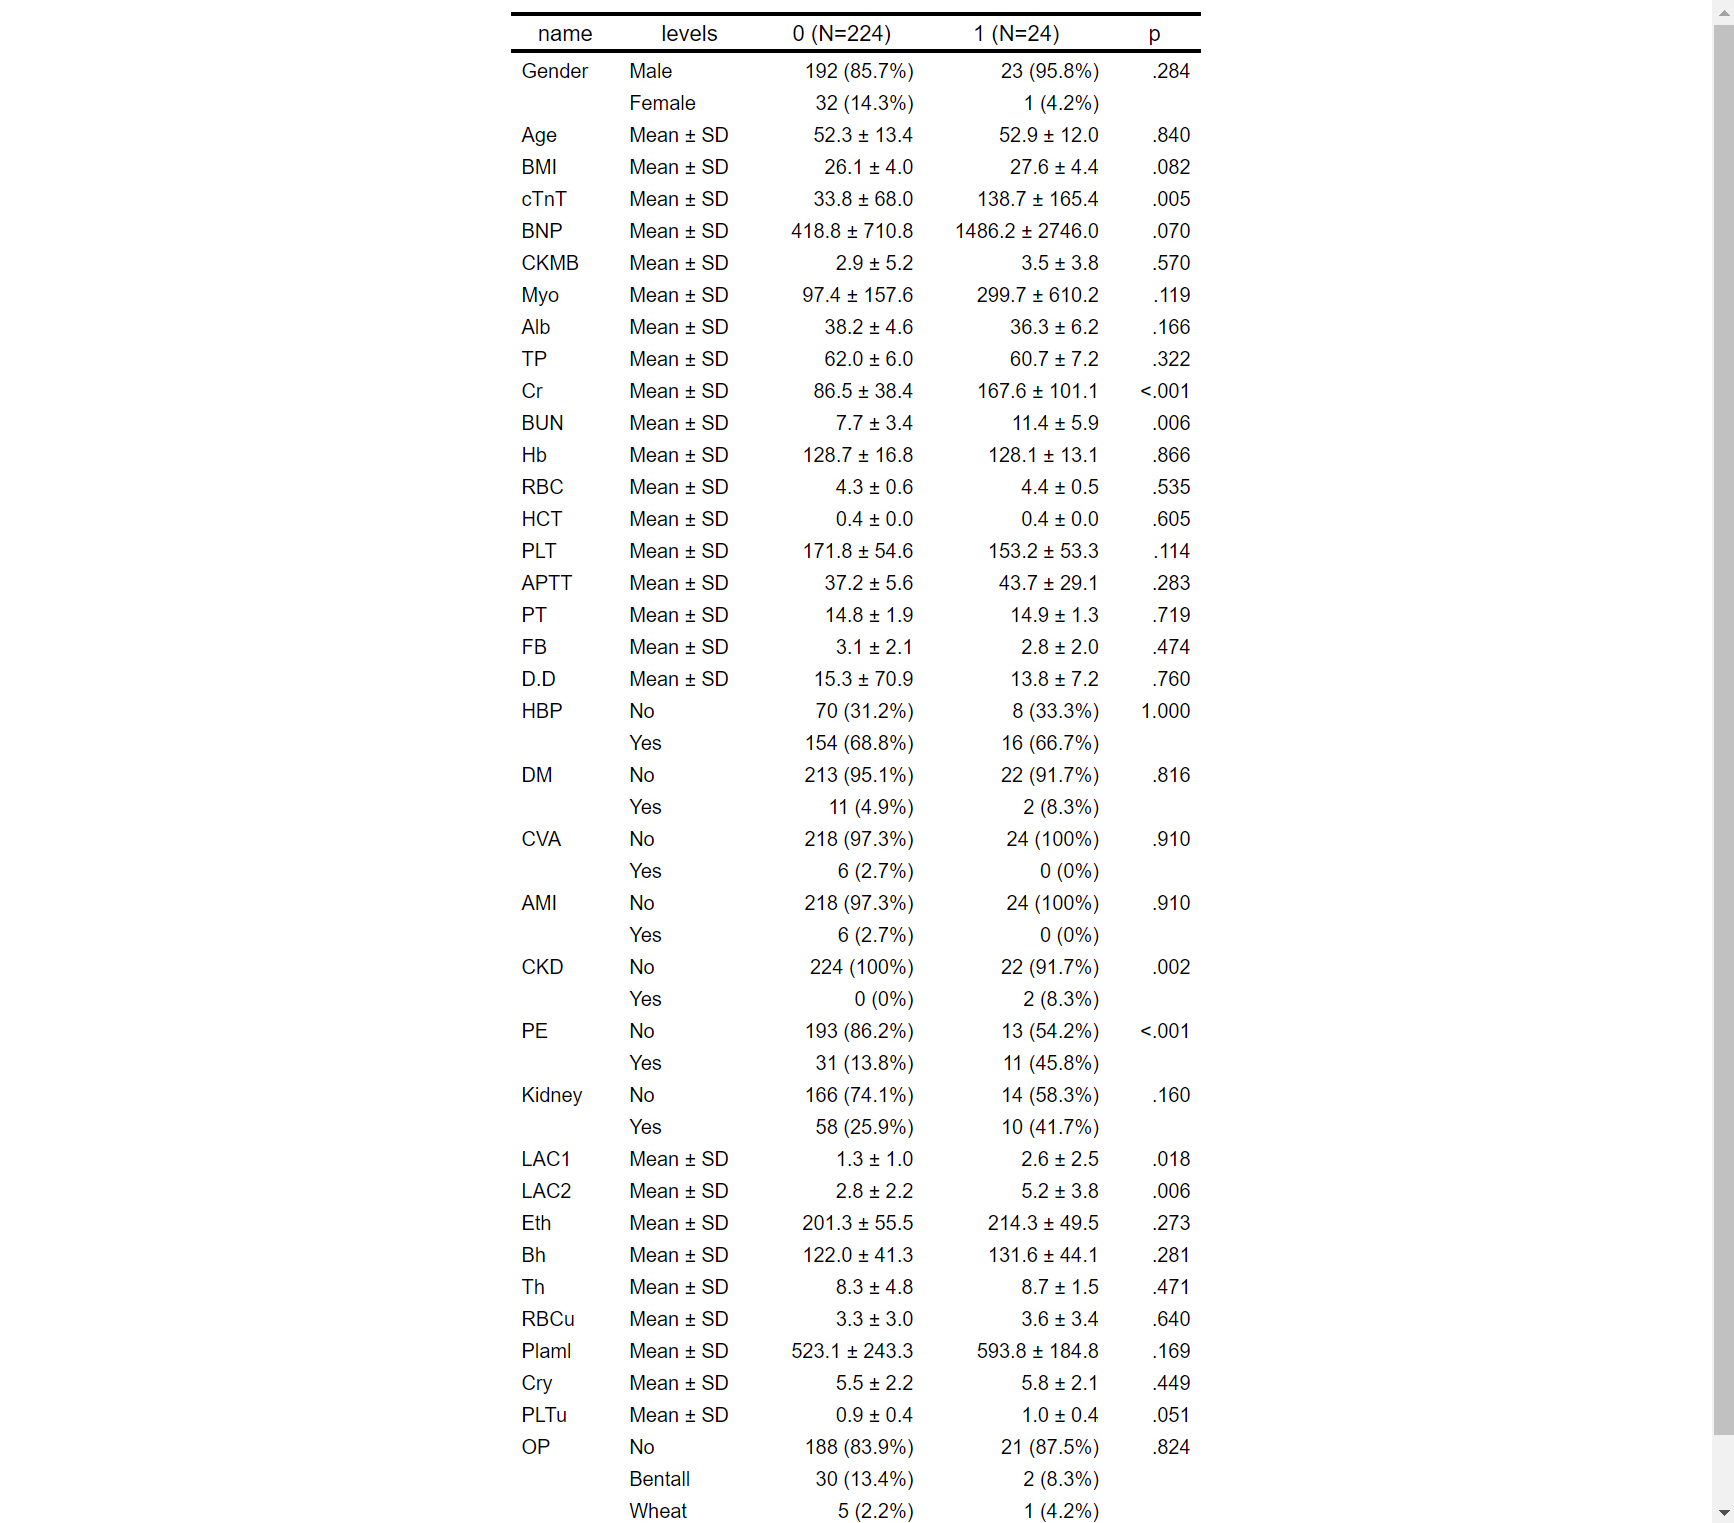 name levels 0 (N=224) 1 (N=24) p
Gender Male 192 (85.7%) 23 (95.8%) .284
Female 32 (14.3%) 1 (4.2%)
Age Mean ± SD 52.3 ± 13.4 52.9 ± 12.0 .840
BMI Mean ± SD 26.1 ± 4.0 27.6 ± 4.4 .082
cTnT Mean ± SD 33.8 ± 68.0 138.7 ± 165.4 .005
BNP Mean ± SD 418.8 ± 710.8 1486.2 ± 2746.0 .070
CKMB Mean ± SD 2.9 ± 5.2 3.5 ± 3.8 .570
Myo Mean ± SD 97.4 ± 157.6 299.7 ± 610.2 .119
Alb Mean ± SD 38.2 ± 4.6 36.3 ± 6.2 .166
TP Mean ± SD 62.0 ± 6.0 60.7 ± 7.2 .322
Cr Mean ± SD 86.5 ± 38.4 167.6 ± 101.1 <.001
BUN Mean ± SD 7.7 ± 3.4 11.4 ± 5.9 .006
Hb Mean ± SD 128.7 ± 16.8 128.1 ± 13.1 .866
RBC Mean ± SD 4.3 ± 0.6 4.4 ± 0.5 .535
HCT Mean ± SD 0.4 ± 0.0 0.4 ± 0.0 .605
PLT Mean ± SD 171.8 ± 54.6 153.2 ± 53.3 .114
APTT Mean ± SD 37.2 ± 5.6 43.7 ± 29.1 .283
PT Mean ± SD 14.8 ± 1.9 14.9 ± 1.3 .719
FB Mean ± SD 3.1 ± 2.1 2.8 ± 2.0 .474
D.D Mean ± SD 15.3 ± 70.9 13.8 ± 7.2 .760
HBP No 70 (31.2%) 8 (33.3%) 1.000
Yes 154 (68.8%) 16 (66.7%)
DM No 213 (95.1%) 22 (91.7%) .816
Yes 11 (4.9%) 2 (8.3%)
CVA No 218 (97.3%) 24 (100%) .910
Yes 6 (2.7%) 0 (0%)
AMI No 218 (97.3%) 24 (100%) .910
Yes 6 (2.7%) 0 (0%)
CKD No 224 (100%) 22 (91.7%) .002
Yes 0 (0%) 2 (8.3%)
PE No 193 (86.2%) 13 (54.2%) <.001
Yes 31 (13.8%) 11 (45.8%)
Kidney No 166 (74.1%) 14 (58.3%) .160
Yes 58 (25.9%) 10 (41.7%)
LAC1 Mean ± SD 1.3 ± 1.0 2.6 ± 2.5 .018
LAC2 Mean ± SD 2.8 ± 2.2 5.2 ± 3.8 .006
Eth Mean ± SD 201.3 ± 55.5 214.3 ± 49.5 .273
Bh Mean ± SD 122.0 ± 41.3 131.6 ± 44.1 .281
Th Mean ± SD 8.3 ± 4.8 8.7 ± 1.5 .471
RBCu Mean ± SD 3.3 ± 3.0 3.6 ± 3.4 .640
Plaml Mean ± SD 523.1 ± 243.3 593.8 ± 184.8 .169
Cry Mean ± SD 5.5 ± 2.2 5.8 ± 2.1 .449
PLTu Mean ± SD 0.9 ± 0.4 1.0 ± 0.4 .051
OP No 188 (83.9%) 21 (87.5%) .824
Bentall 30 (13.4%) 2 (8.3%)
Wheat 5 (2.2%) 1 (4.2%)